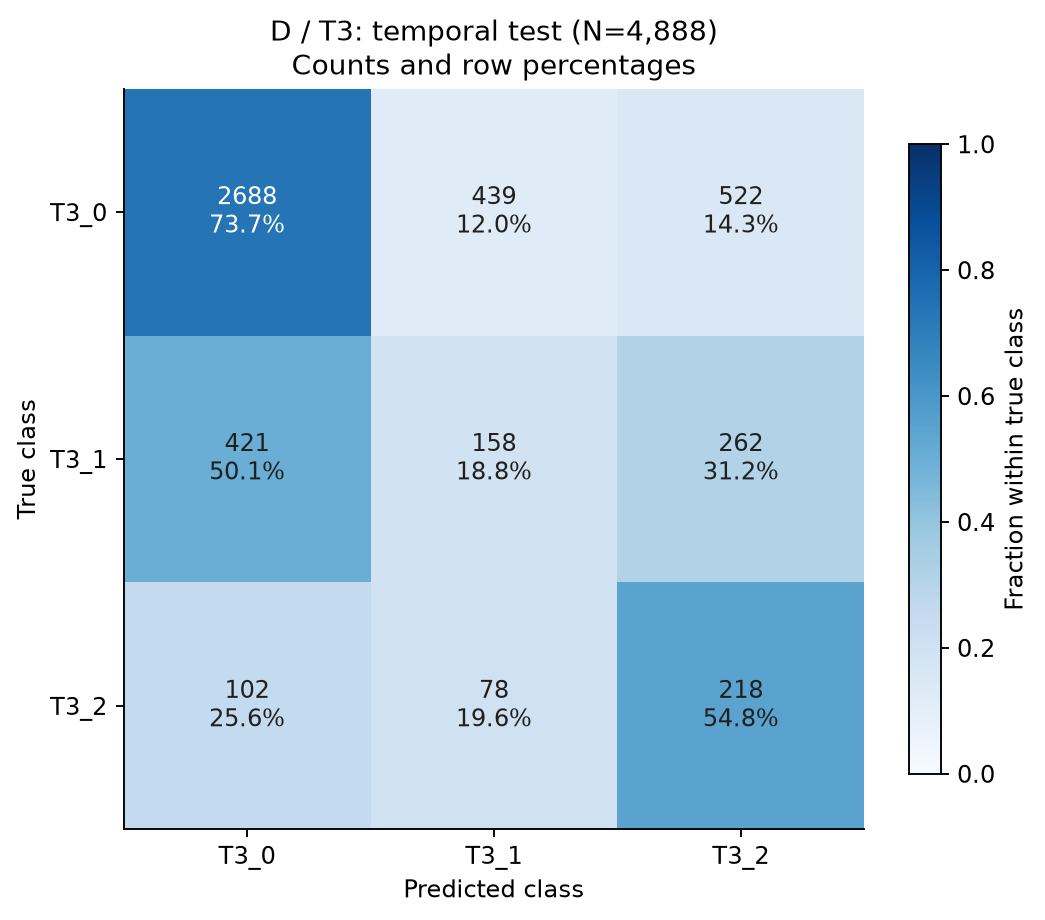 D / T3: temporal test (N=4,888)
Counts and row percentages
True class
T3_0
2688
73.7%
439
12.0%
522
14.3%
T3_1
421
50.1%
158
18.8%
262
31.2%
T3_2
102
25.6%
78
19.6%
218
54.8%
T3_0
T3_1
T3_2
Predicted class
1.0
0.8
0.6
0.4
0.2
0.0
Fraction within true class